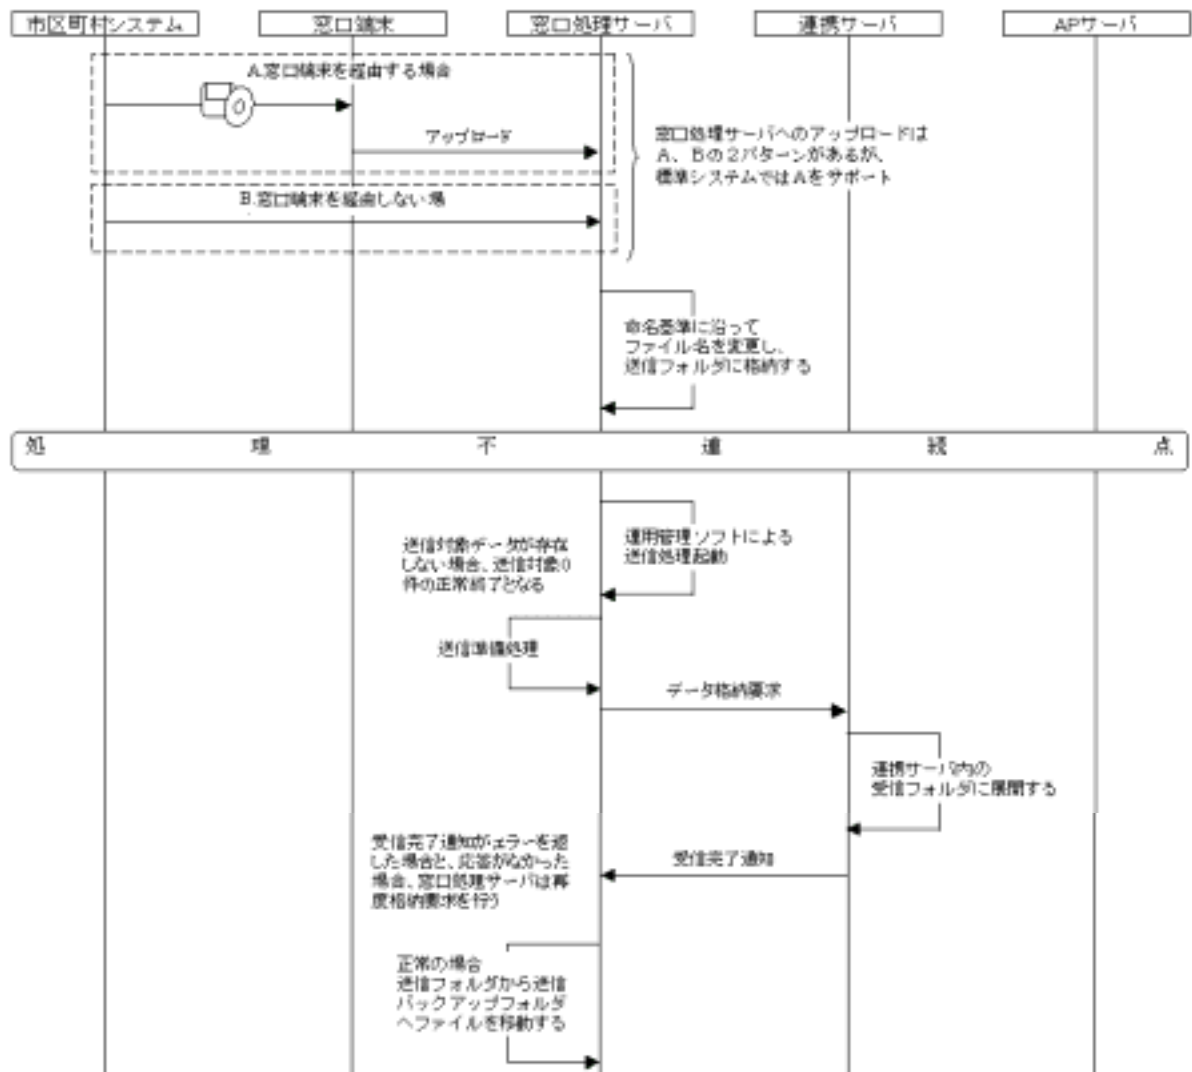 市区町村システム
窓口端末
窓口処理サーバ
連携サーバ
APサーバ
A.窓口端末を経由する場合
アップロード
窓口処理サーバへのアップロードは
A、Bの2パターンがあるが、
標準システムではAをサポート
B.窓口端末を経由しない場
命名基準に沿って
ファイル名を変更し、
送信フォルダに格納する
処理不連続点
運用管理ソフトによる
送信処理起動
送信対象データが存在
しない場合、送信対象0
件の正常終了となる
送信準備処理
データ格納要求
連携サーバ内の
受信フォルダに展開する
受信完了通知がエラーを返
した場合と、応答がなかった
場合、窓口処理サーバは再
度格納要求を行う
受信完了通知
正常の場合
送信フォルダから送信
バックアップフォルダ
へファイルを移動する